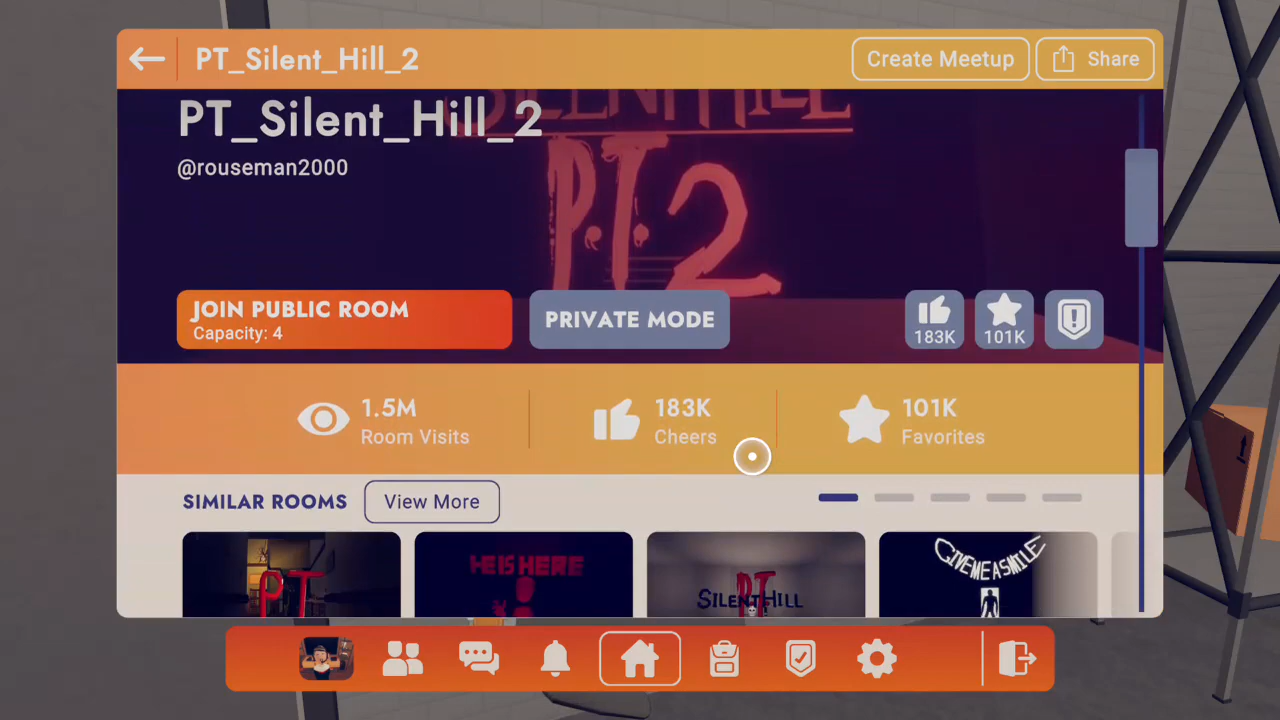 PT_Silent_Hill_2
Create Meetup
Share
SILENT HILL
PT_Silent_Hill_2
@rouseman2000
P.T. 2
JOIN PUBLIC ROOM
Capacity: 4
PRIVATE MODE
183K
101K
1.5M
Room Visits
183K
Cheers
101K
Favorites
SIMILAR ROOMS
View More
PT
HE IS HERE
PT
SILENT HILL
GIVE ME A SMILE